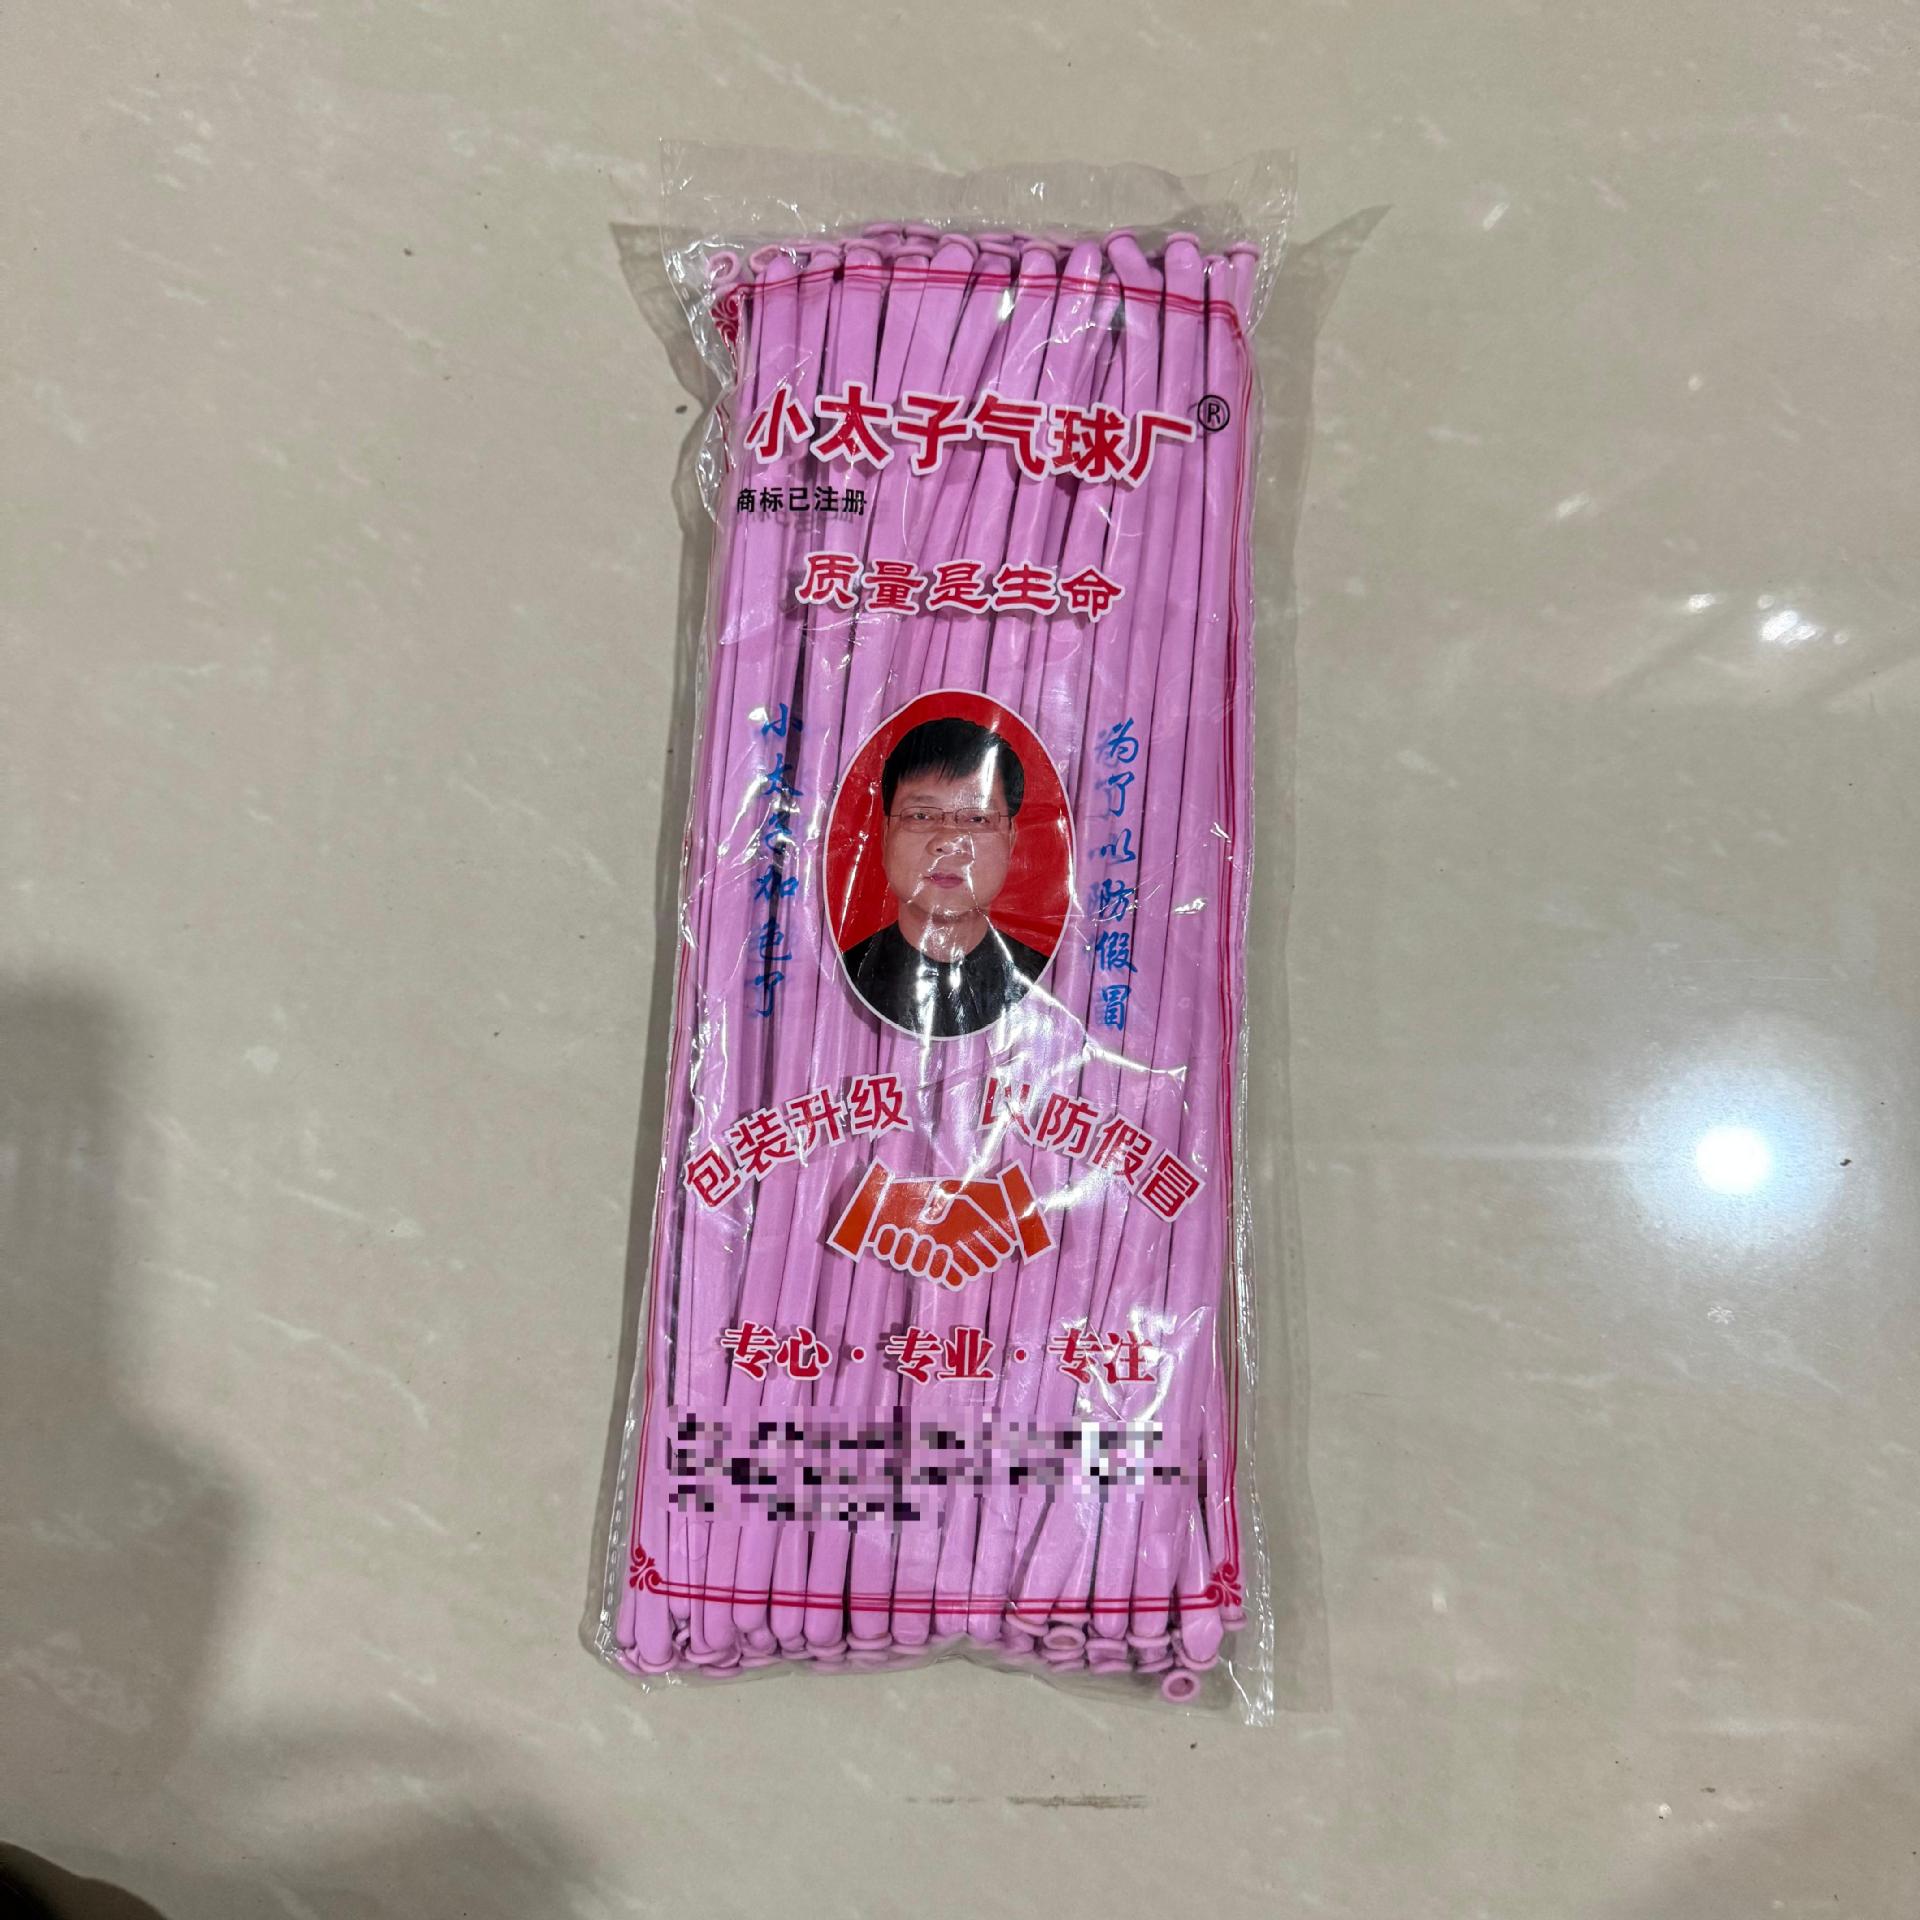 小太子气球厂®
商标已注册
质量是生命
小太子加色了
为了以防假冒
包装升级 以防假冒
专心·专业·专注